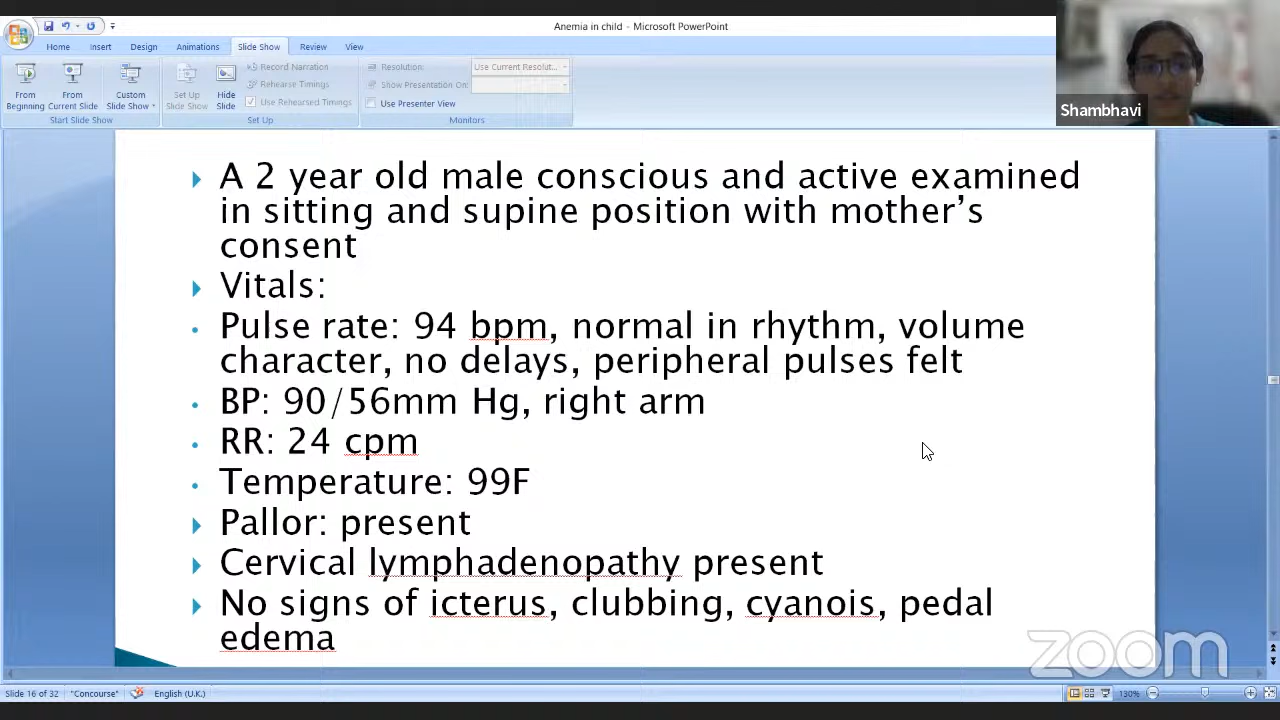 Anemia in child - Microsoft PowerPoint
Home Insert Design Animations Slide Show Review View
From Beginning
From Current Slide
Custom Slide Show
Start Slide Show
Set Up Slide Show
Hide Slide
Record Narration
Rehearse Timings
Use Rehearsed Timings
Set Up
Resolution: Use Current Resolut...
Show Presentation On:
Use Presenter View
Monitors
Shambhavi
A 2 year old male conscious and active examined
in sitting and supine position with mother's
consent
Vitals:
Pulse rate: 94 bpm, normal in rhythm, volume
character, no delays, peripheral pulses felt
BP: 90/56mm Hg, right arm
RR: 24 cpm
Temperature: 99F
Pallor: present
Cervical lymphadenopathy present
No signs of icterus, clubbing, cyanois, pedal
edema
zoom
Slide 16 of 32 "Concourse" English (U.K.) 130%